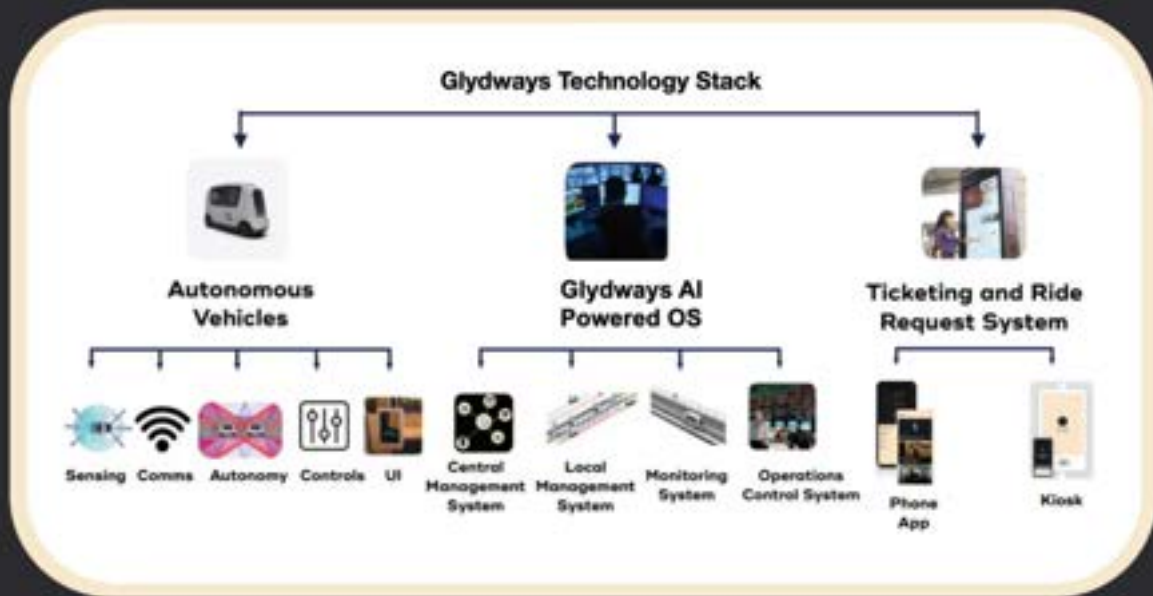 Glydways Technology Stack
Autonomous
Vehicles
Glydways AI
Powered OS
Ticketing and Ride
Request System
Sensing
Comms
Autonomy
Controls
UI
Central
Management
System
Local
Management
System
Monitoring
System
Operations
Control System
Phone
App
Kiosk